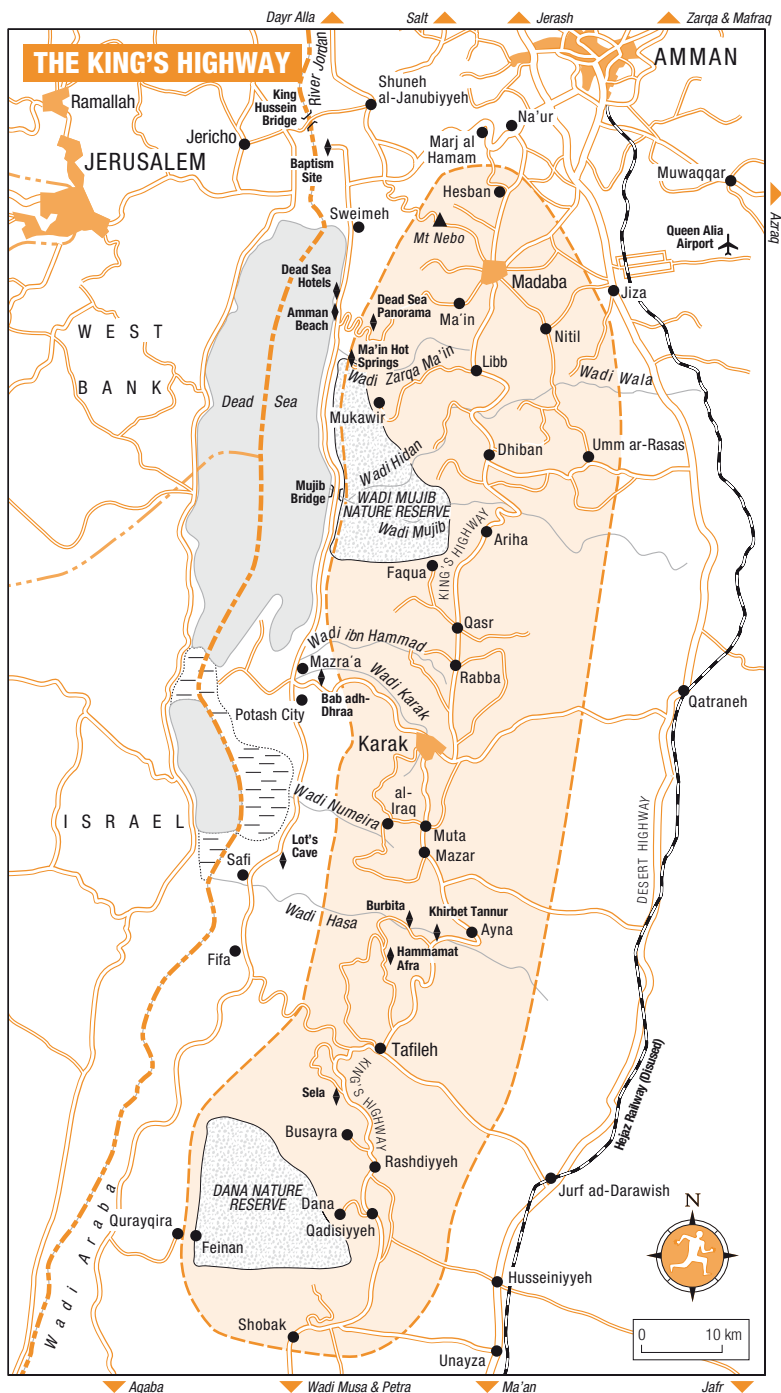 Dayr Alla
Salt
Jerash
Zarqa & Mafraq
THE KING'S HIGHWAY
AMMAN
River Jordan
Ramallah
King
Hussein
Bridge
Shuneh
al-Janubiyyeh
Na'ur
Jericho
Marj al
Hamam
JERUSALEM
Baptism
Site
Muwaqqar
Hesban
Azraq
Sweimeh
Mt Nebo
Queen Alia
Airport
Dead Sea
Hotels
Madaba
Jiza
Amman
Beach
Dead Sea
Panorama
Ma'in
Nitil
WEST
BANK
Ma'in Hot
Springs
Wadi Zarqa Ma'in
Libb
Wadi Wala
Dead Sea
Mukawir
Dhiban
Umm ar-Rasas
Wadi Hidan
Mujib
Bridge
WADI MUJIB
NATURE RESERVE
Wadi Mujib
KING'S HIGHWAY
Ariha
Faqua
Qasr
Wadi ibn Hammad
Rabba
Mazra'a
Wadi Karak
Bab adh-
Dhraa
Qatraneh
Potash City
Karak
al-
Iraq
ISRAEL
Wadi Numeira
Muta
Mazar
Lot's
Cave
Safi
DESERT HIGHWAY
Wadi Hasa
Burbita
Khirbet Tannur
Ayna
Fifa
Hammamat
Afra
Tafileh
KING'S HIGHWAY
Sela
Hejaz Railway (Disused)
Busayra
Rashdiyyeh
Jurf ad-Darawish
DANA NATURE
RESERVE
Dana
Qadisiyyeh
N
Wadi Araba
Qurayqira
Feinan
Husseiniyyeh
Shobak
0 10 km
Unayza
Aqaba
Wadi Musa & Petra
Ma'an
Jafr